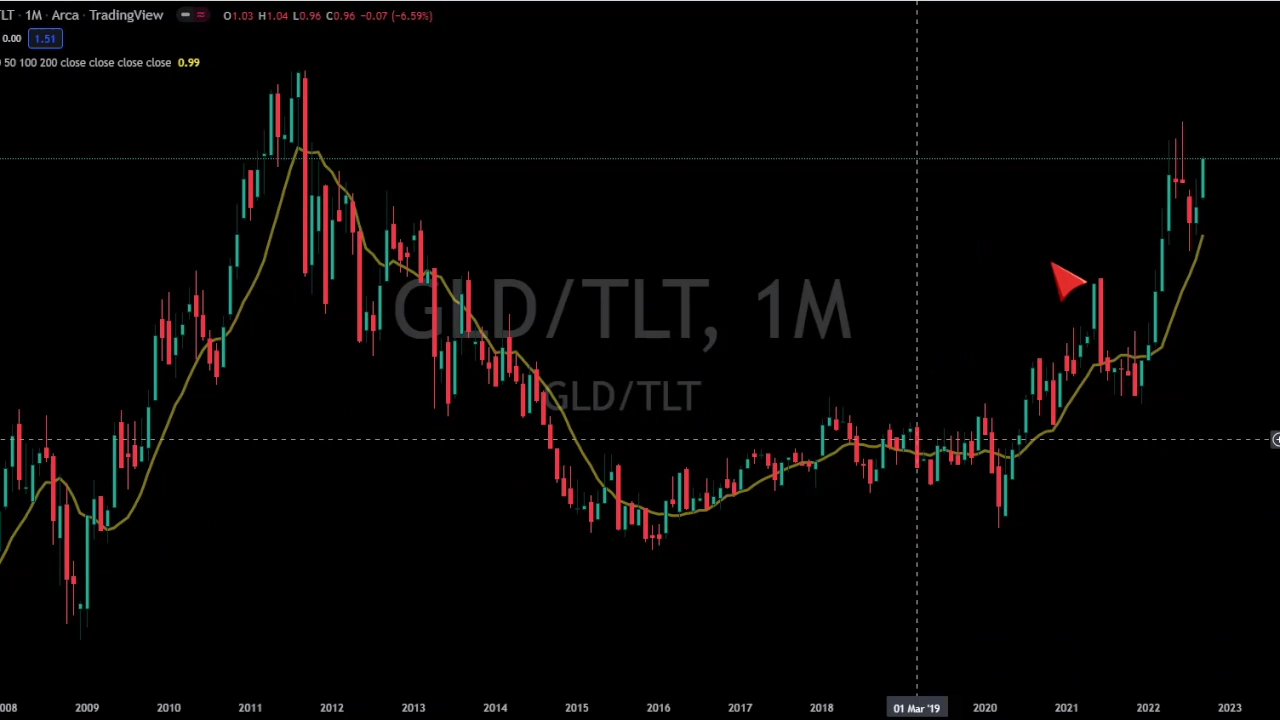 TLT · 1M · Arca · TradingView O1.03 H1.04 L0.96 C0.96 -0.07 (-6.59%)
0.00 1.51
50 100 200 close close close close 0.99
GLD/TLT, 1M
GLD/TLT
008 2009 2010 2011 2012 2013 2014 2015 2016 2017 2018 01 Mar '19 2020 2021 2022 2023